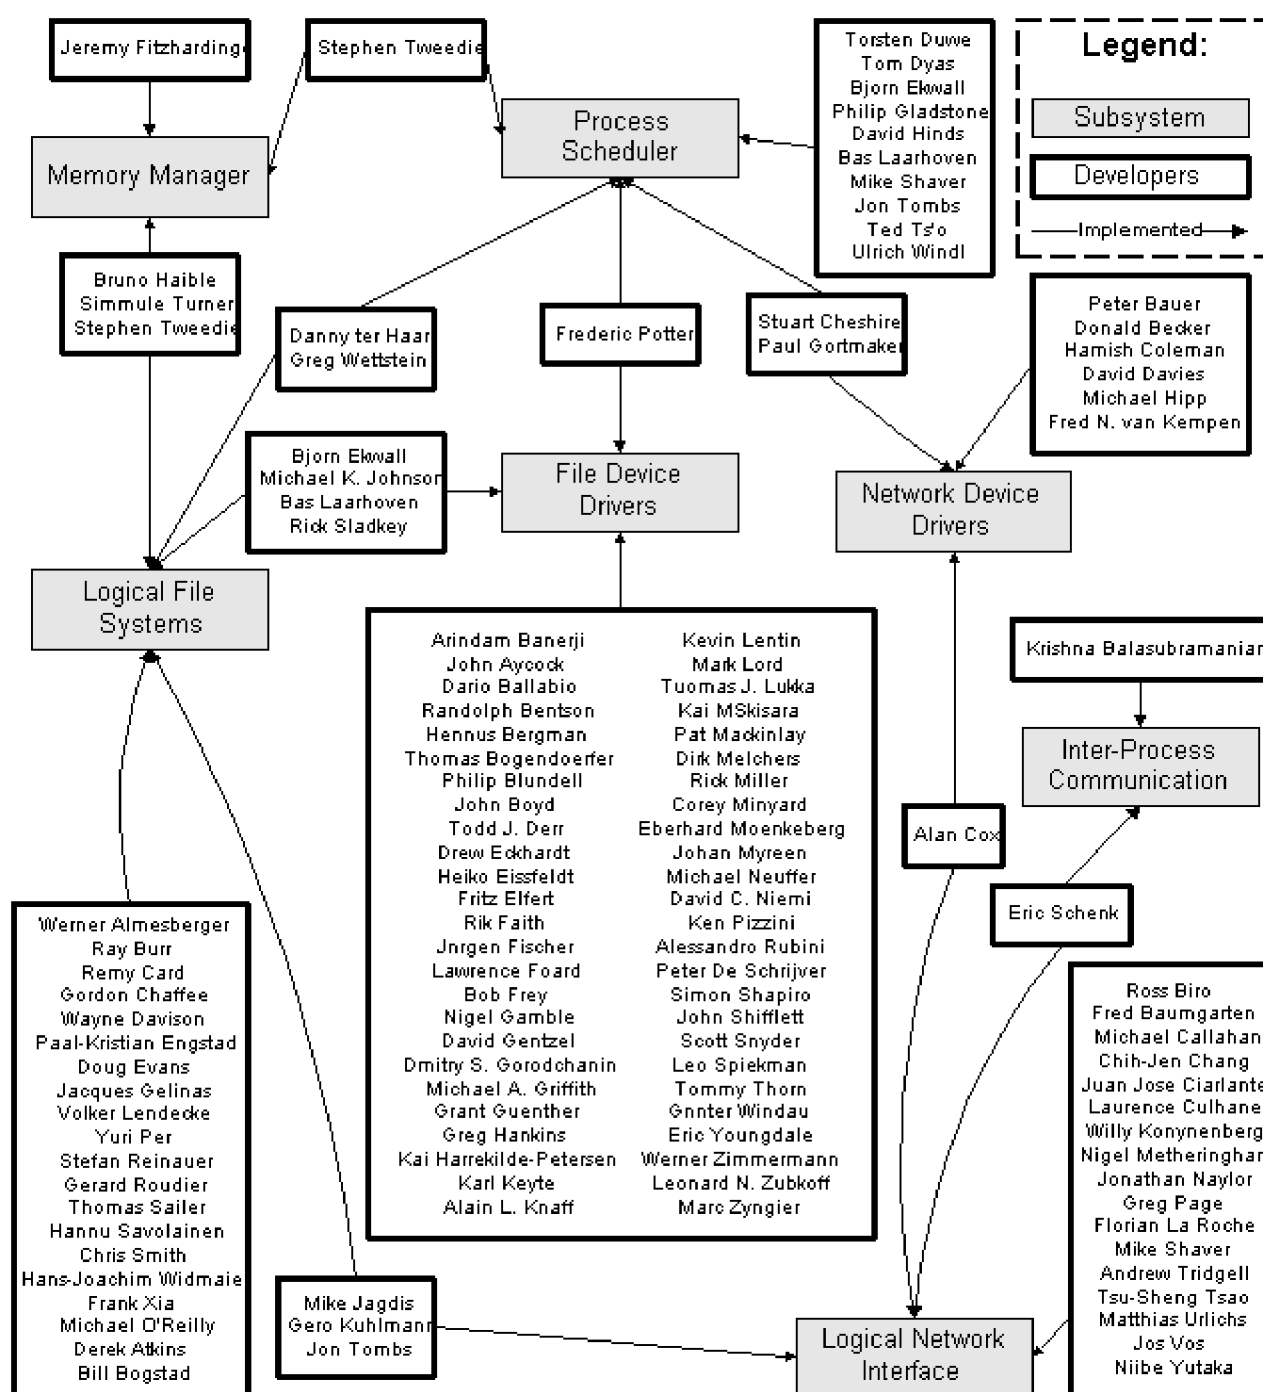 Jeremy Fitzharding
Stephen Tweedie
Torsten Duwe
Tom Dyas
Bjorn Ekwall
Philip Gladstone
David Hinds
Bas Laarhoven
Mike Shaver
Jon Tombs
Ted Ts'o
Ulrich Windl
Legend:
Subsystem
Developers
Implemented
Process
Scheduler
Memory Manager
Bruno Haible
Simmule Turner
Stephen Tweedie
Danny ter Haar
Greg Wettstein
Frederic Potter
Stuart Cheshire
Paul Gortmaker
Peter Bauer
Donald Becker
Hamish Coleman
David Davies
Michael Hipp
Fred N. van Kempen
Bjorn Ekwall
Michael K. Johnson
Bas Laarhoven
Rick Sladkey
File Device
Drivers
Network Device
Drivers
Logical File
Systems
Arindam Banerji
John Aycock
Dario Ballabio
Randolph Bentson
Hennus Bergman
Thomas Bogendoerfer
Philip Blundell
John Boyd
Todd J. Derr
Drew Eckhardt
Heiko Eissfeldt
Fritz Elfert
Rik Faith
Jnrgen Fischer
Lawrence Foard
Bob Frey
Nigel Gamble
David Gentzel
Dmitry S. Gorodchanin
Michael A. Griffith
Grant Guenther
Greg Hankins
Kai Harrekilde-Petersen
Karl Keyte
Alain L. Knaff
Kevin Lentin
Mark Lord
Tuomas J. Lukka
Kai MSkisara
Pat Mackinlay
Dirk Melchers
Rick Miller
Corey Minyard
Eberhard Moenkeberg
Johan Myreen
Michael Neuffer
David C. Niemi
Ken Pizzini
Alessandro Rubini
Peter De Schrijver
Simon Shapiro
John Shifflett
Scott Snyder
Leo Spiekman
Tommy Thorn
Gnnter Windau
Eric Youngdale
Werner Zimmermann
Leonard N. Zubkoff
Marc Zyngier
Krishna Balasubramanian
Inter-Process
Communication
Alan Cox
Eric Schenk
Werner Almesberger
Ray Burr
Remy Card
Gordon Chaffee
Wayne Davison
Paal-Kristian Engstad
Doug Evans
Jacques Gelinas
Volker Lendecke
Yuri Per
Stefan Reinauer
Gerard Roudier
Thomas Sailer
Hannu Savolainen
Chris Smith
Hans-Joachim Widmaie
Frank Xia
Michael O'Reilly
Derek Atkins
Bill Bogstad
Ross Biro
Fred Baumgarten
Michael Callahan
Chih-Jen Chang
Juan Jose Ciarlante
Laurence Culhane
Willy Konynenberg
Nigel Metheringham
Jonathan Naylor
Greg Page
Florian La Roche
Mike Shaver
Andrew Tridgell
Tsu-Sheng Tsao
Matthias Urlichs
Jos Vos
Niibe Yutaka
Mike Jagdis
Gero Kuhlmann
Jon Tombs
Logical Network
Interface